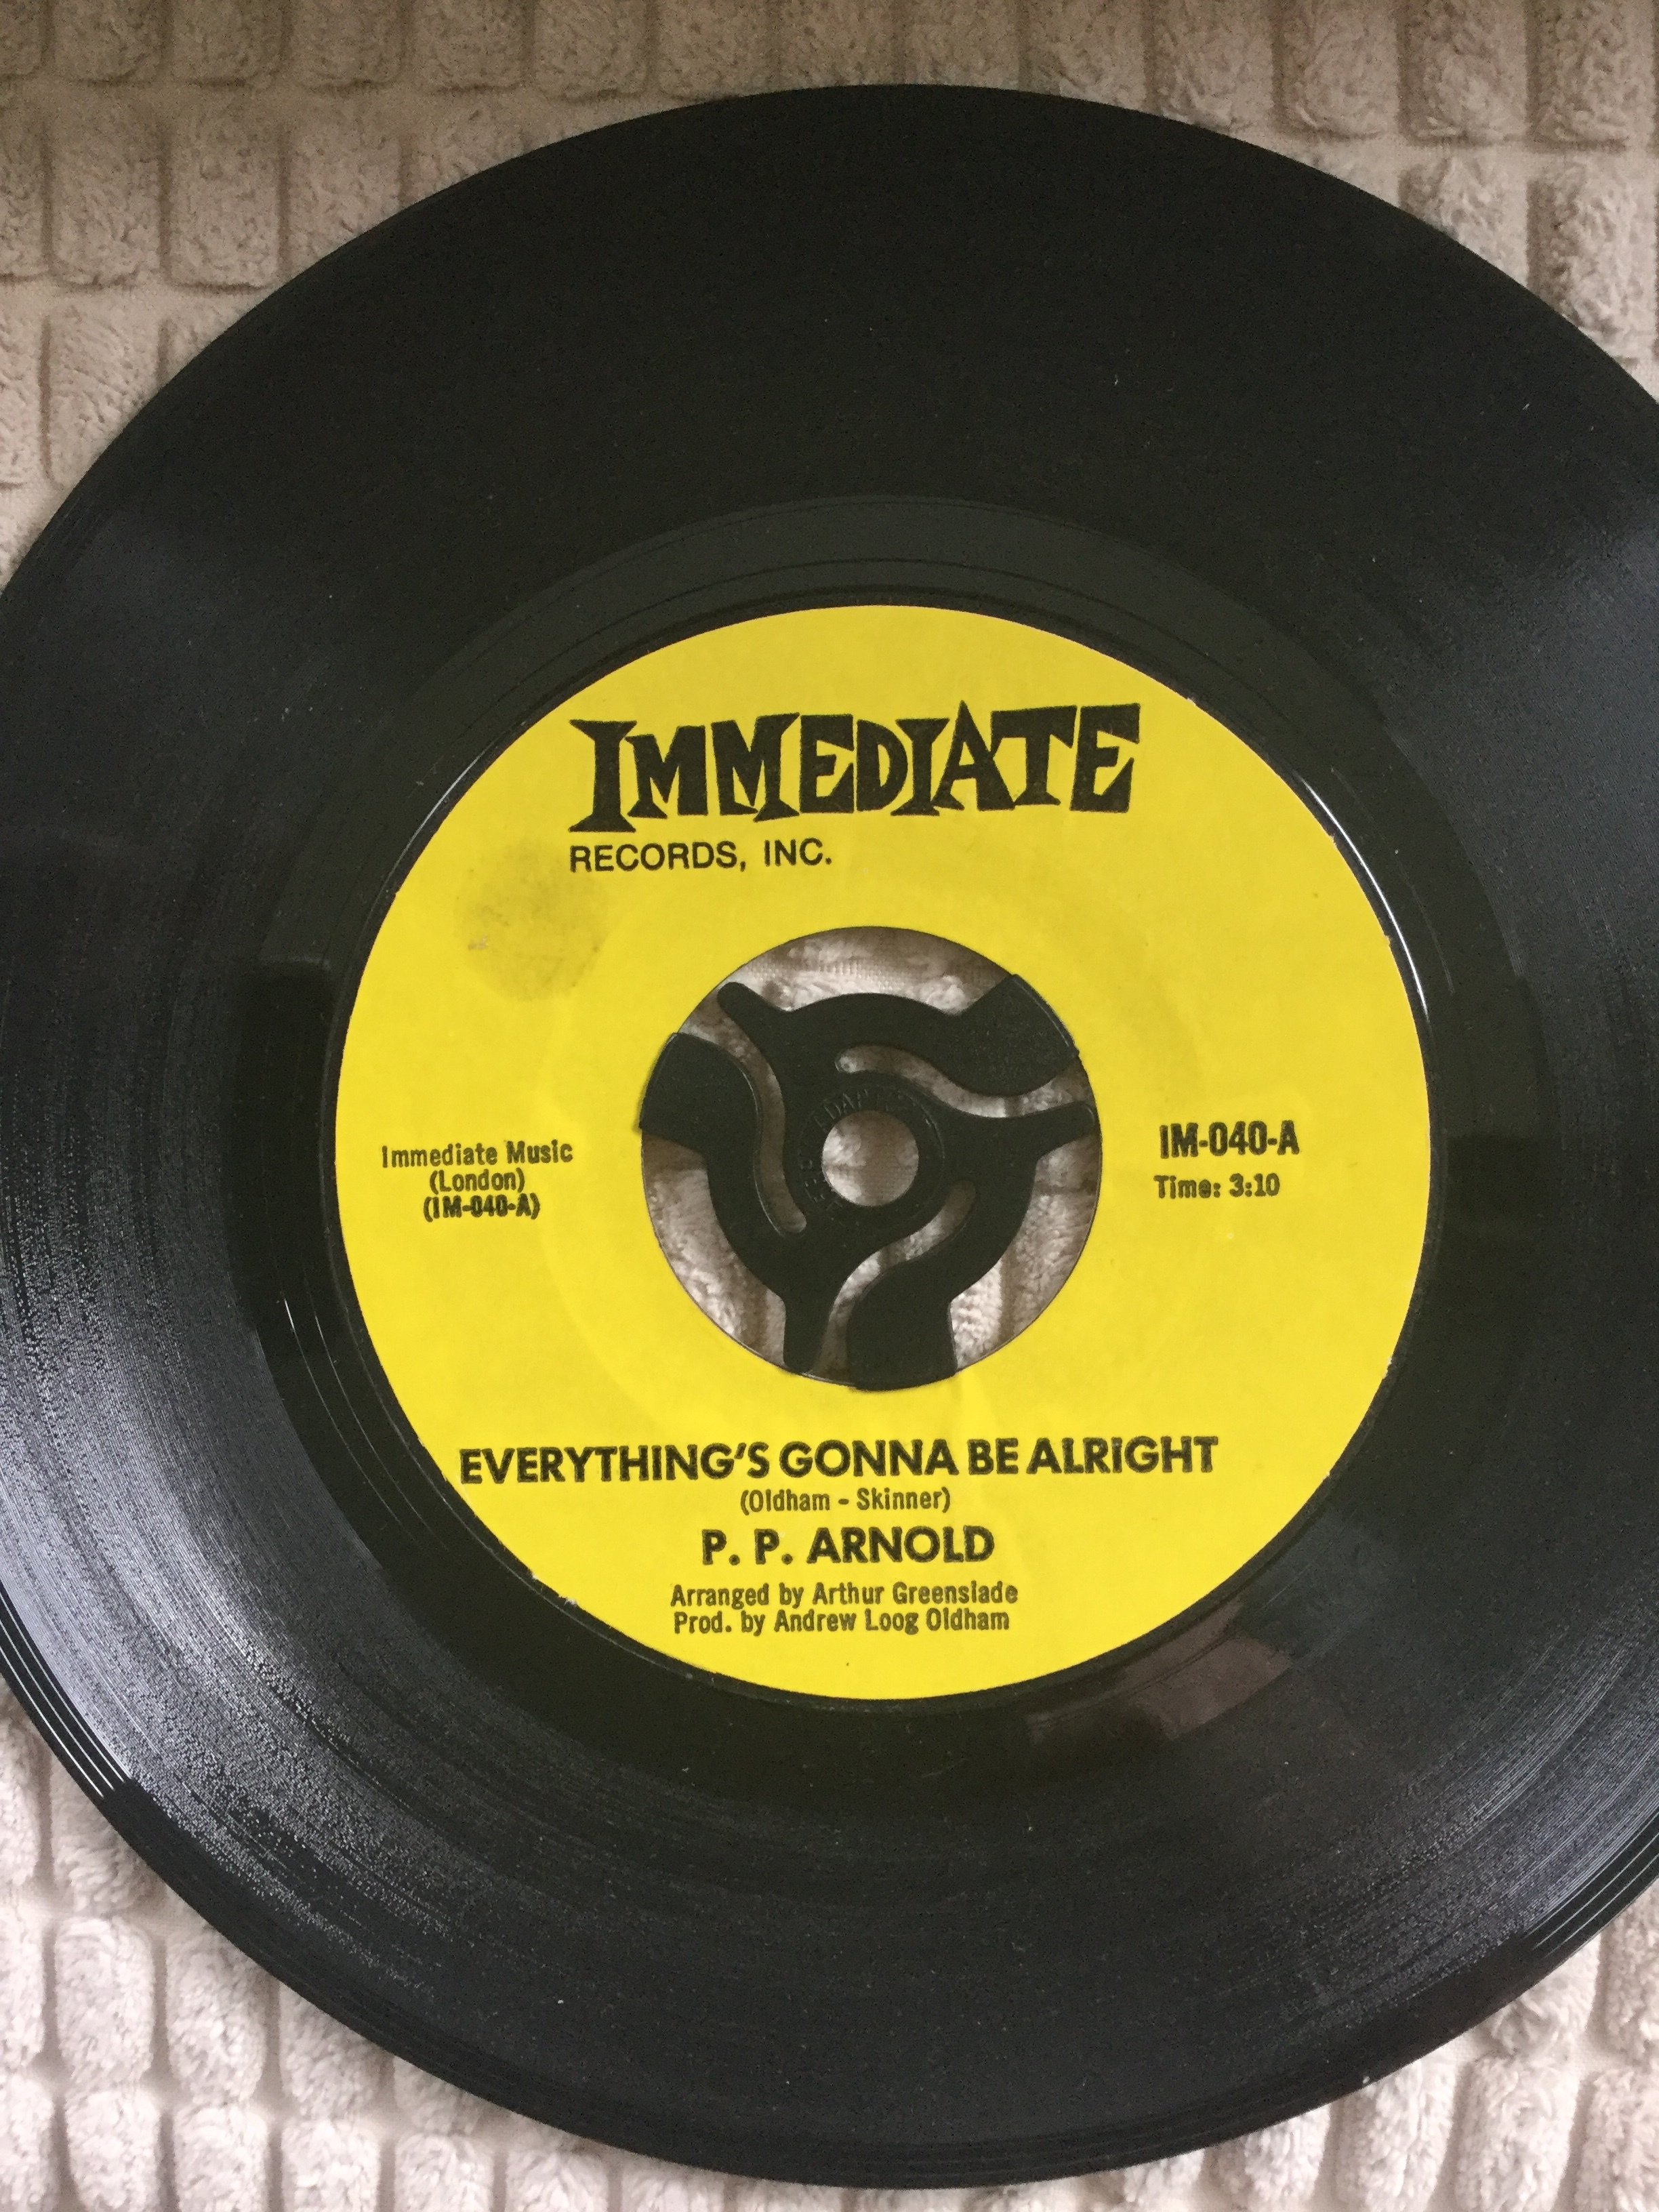 IMMEDIATE
RECORDS, INC.
Immediate Music
(London)
(IM-040-A)
IM-040-A
Time: 3:10
EVERYTHING'S GONNA BE ALRIGHT
(Oldham - Skinner)
P. P. ARNOLD
Arranged by Arthur Greenslade
Prod. by Andrew Loog Oldham